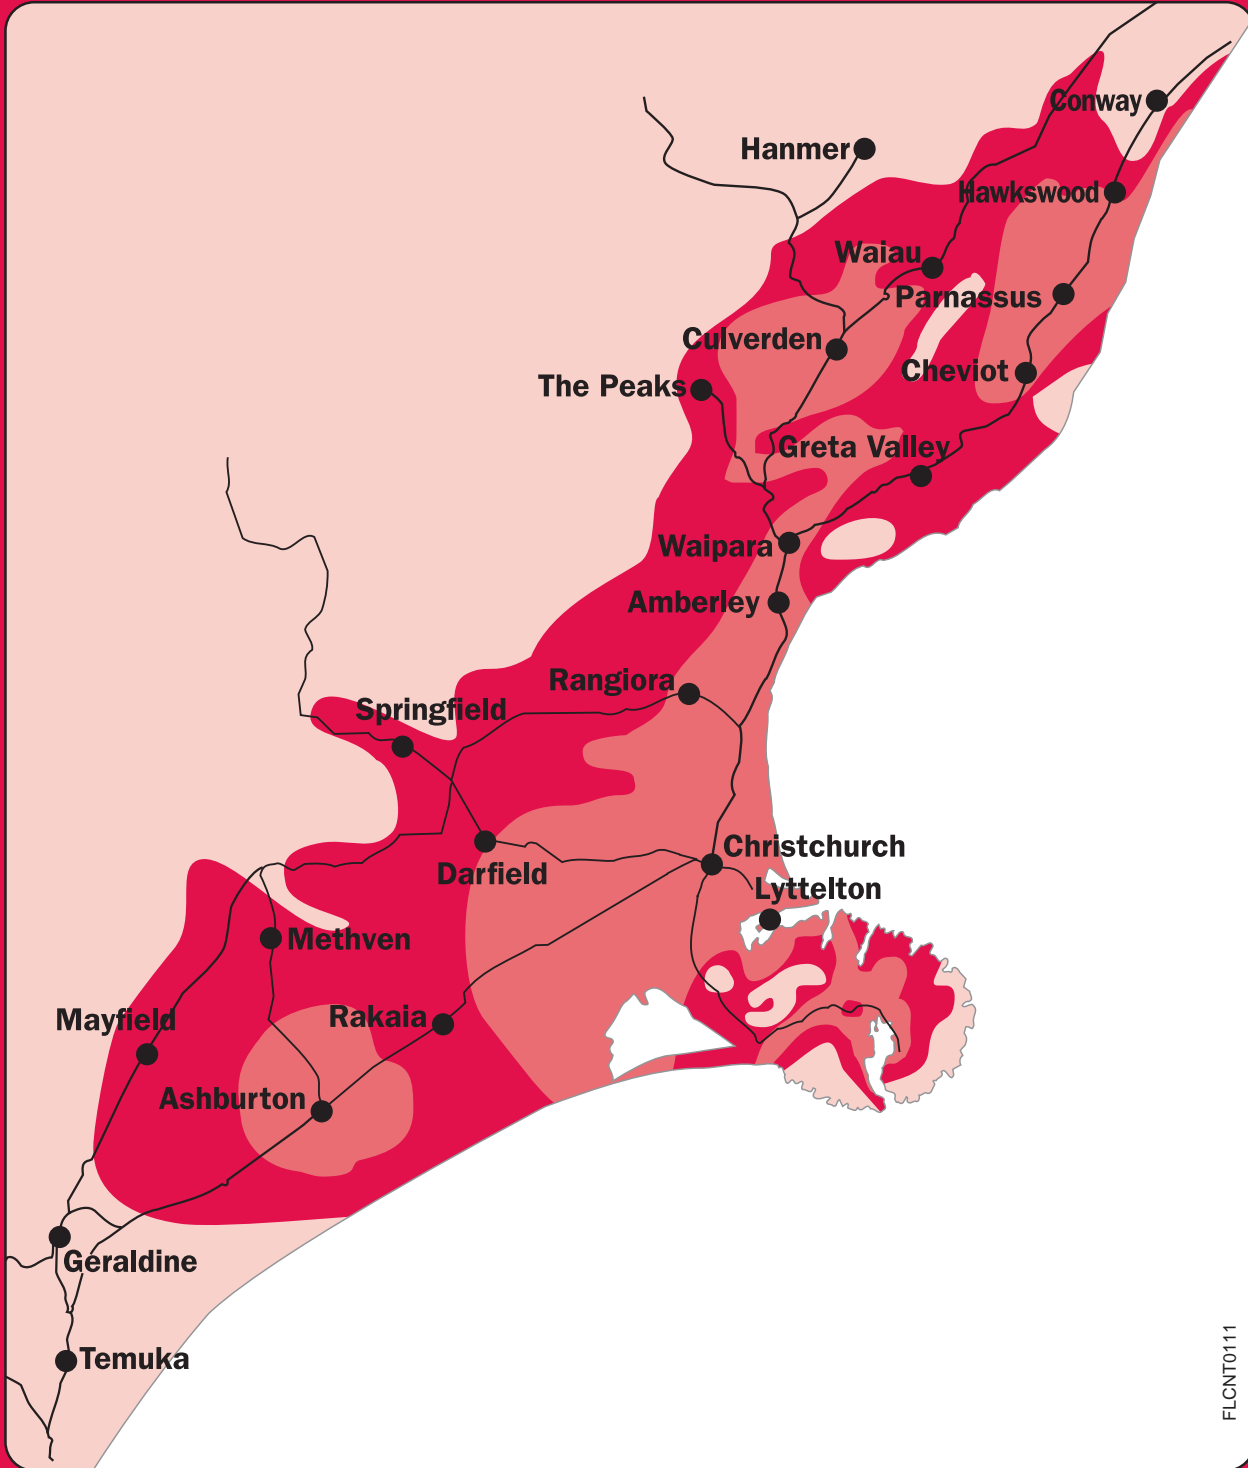 Conway
Hanmer
Hawkswood
Waiau
Parnassus
Culverden
Cheviot
The Peaks
Greta Valley
Waipara
Amberley
Rangiora
Springfield
Christchurch
Darfield
Lyttelton
Methven
Rakaia
Mayfield
Ashburton
Geraldine
Temuka
FLCNT0111